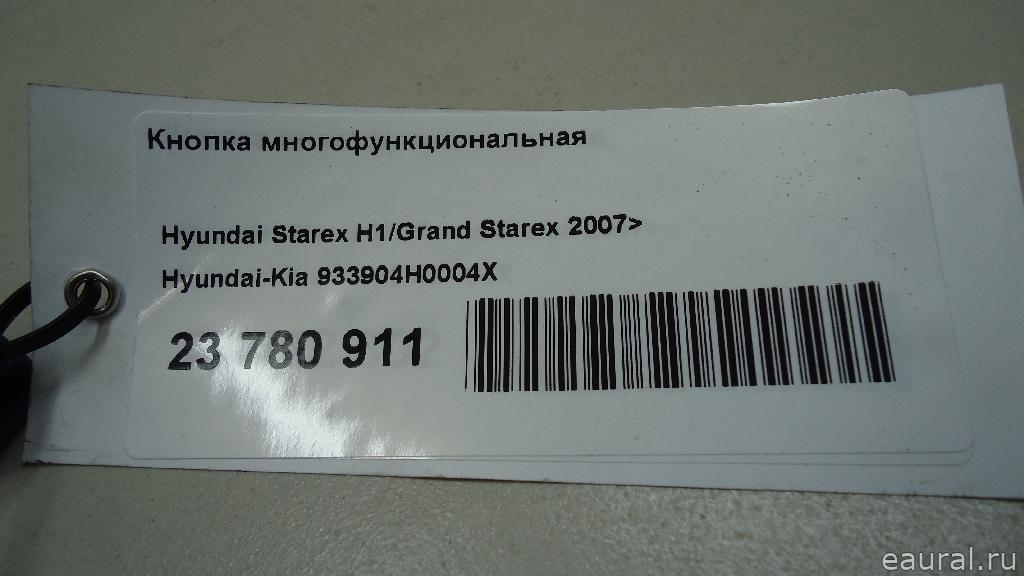 Кнопка многофункциональная
Hyundai Starex H1/Grand Starex 2007>
Hyundai-Kia 933904H0004X
23 780 911
eaural.ru